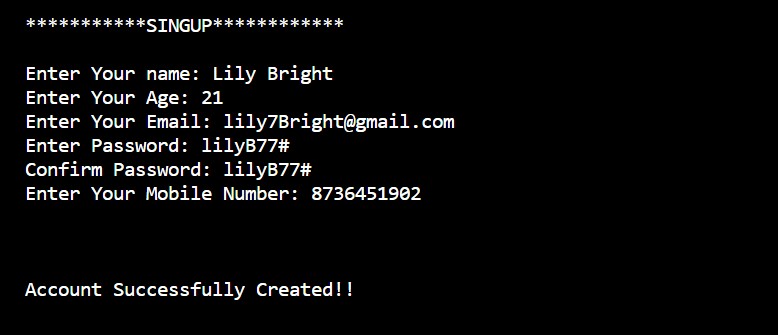 ***********SINGUP************
Enter Your name: Lily Bright
Enter Your Age: 21
Enter Your Email: lily7Bright@gmail.com
Enter Password: lilyB77#
Confirm Password: lilyB77#
Enter Your Mobile Number: 8736451902
Account Successfully Created!!